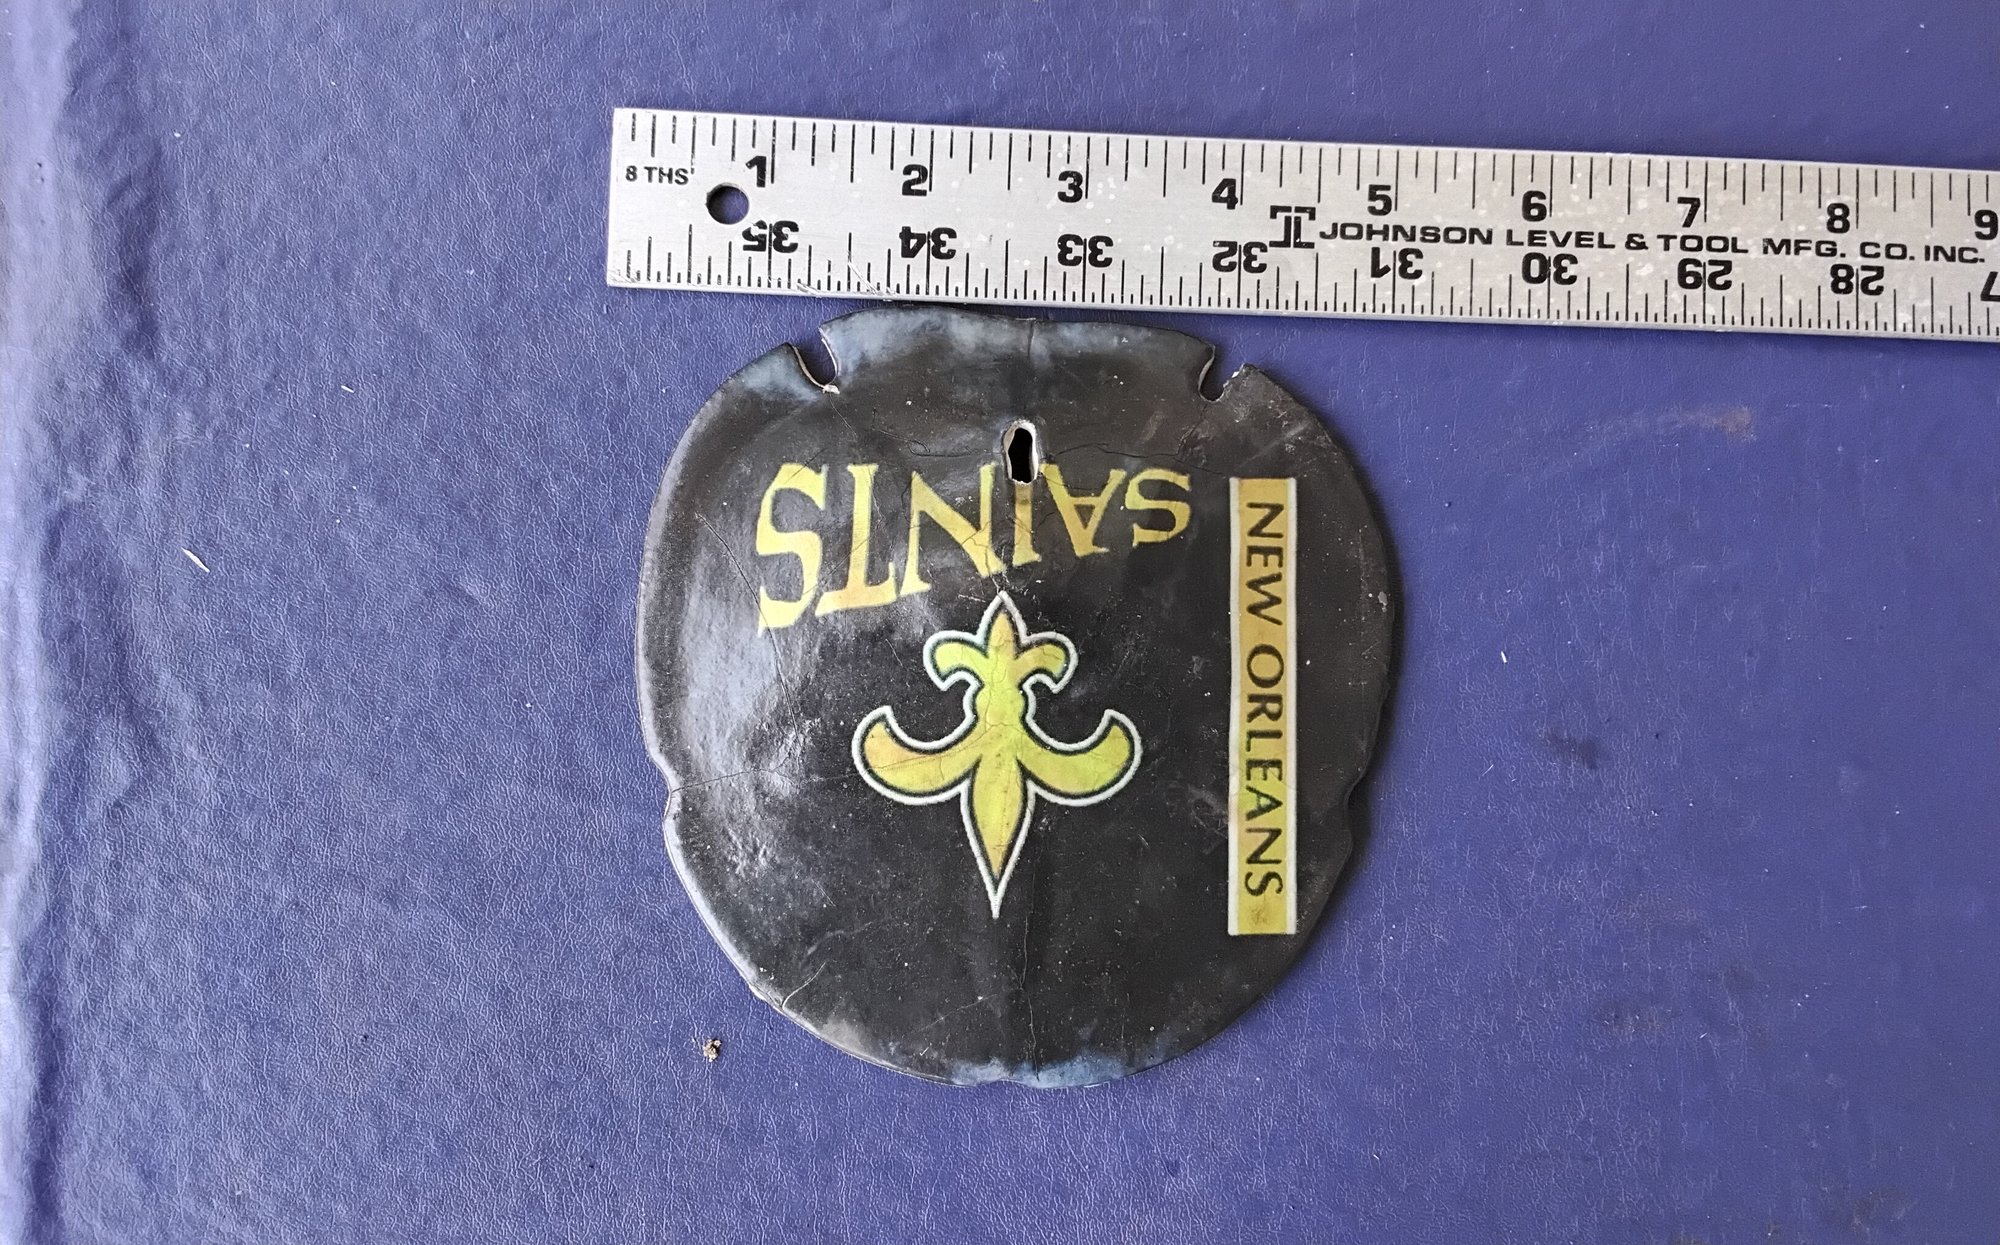 8 THS
1 2 3 4 5 6 7 8 9
JOHNSON LEVEL & TOOL MFG. CO. INC.
35 34 33 32 31 30 29 28
SAINTS
NEW ORLEANS